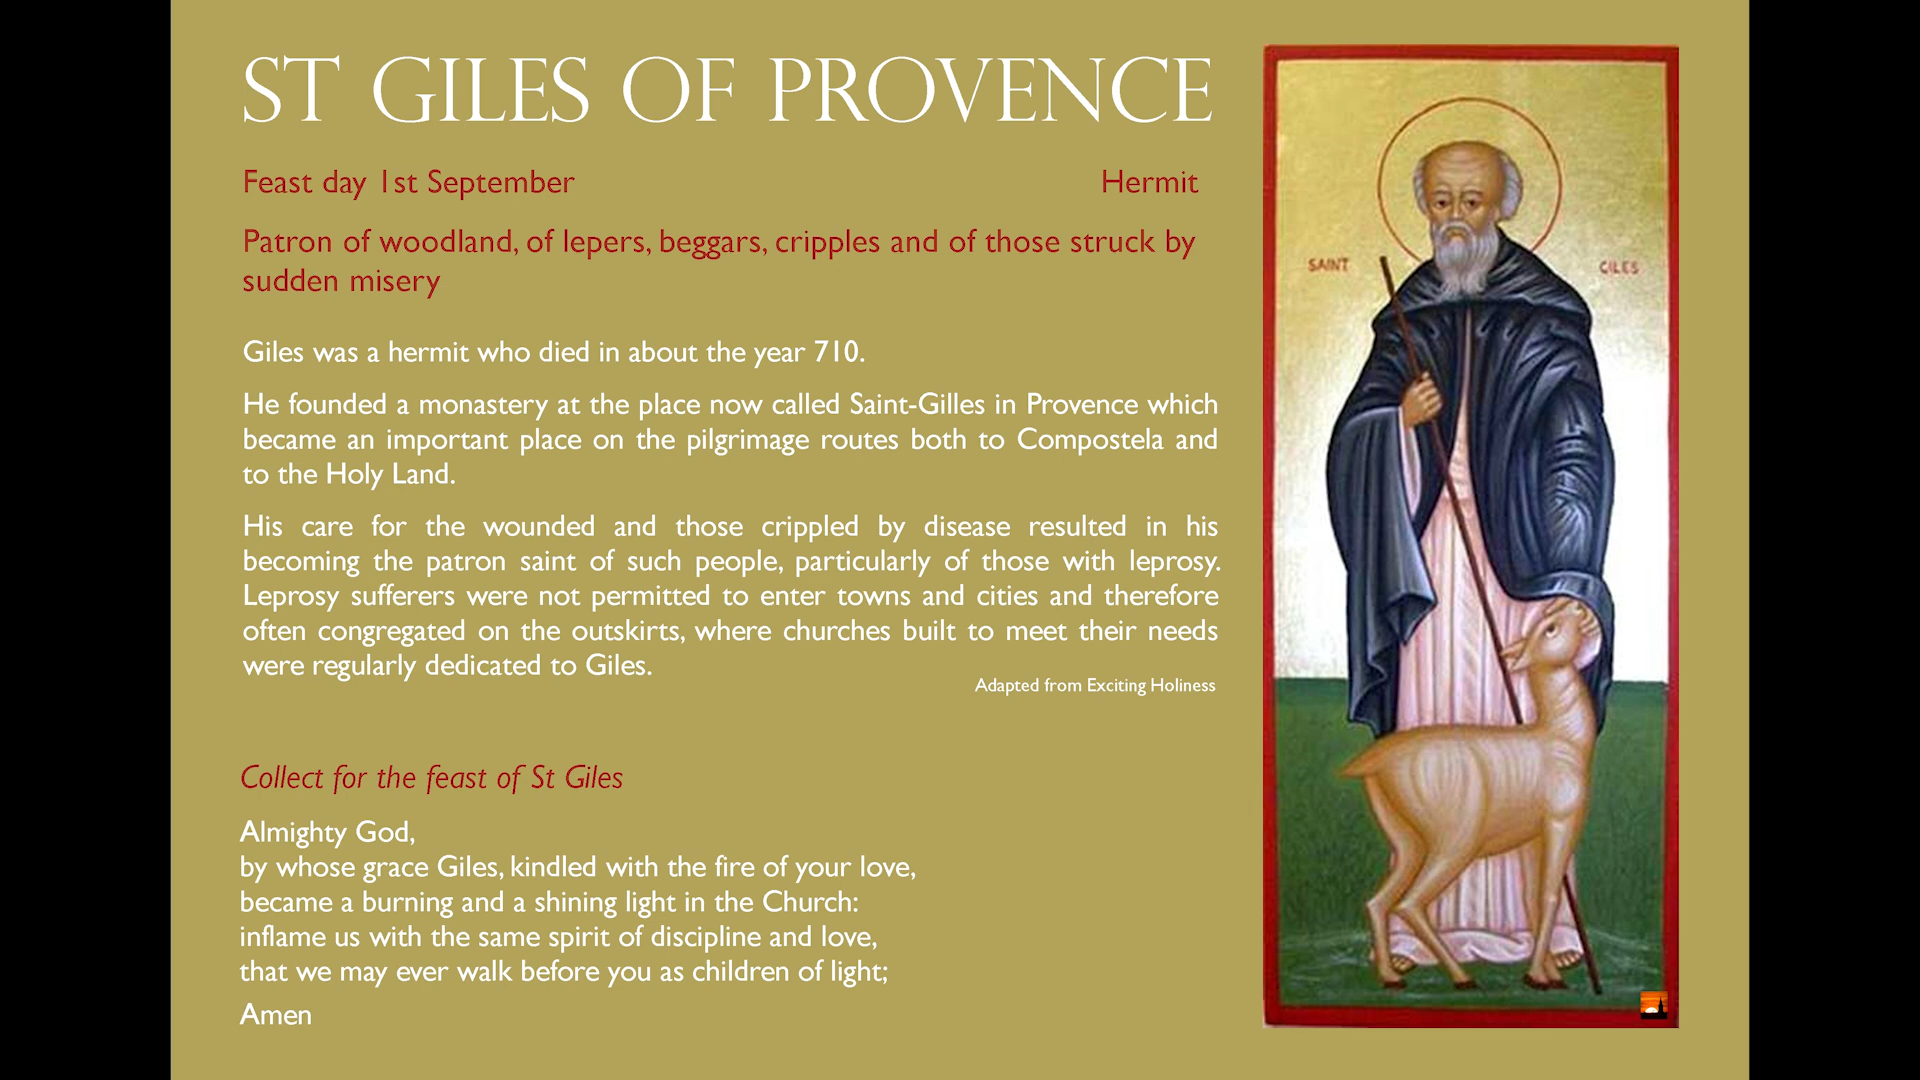 ST GILES OF PROVENCE
Feast day 1st September
Hermit
Patron of woodland, of lepers, beggars, cripples and of those struck by
sudden misery
Giles was a hermit who died in about the year 710.
He founded a monastery at the place now called Saint-Gilles in Provence which
became an important place on the pilgrimage routes both to Compostela and
to the Holy Land.
His care for the wounded and those crippled by disease resulted in his
becoming the patron saint of such people, particularly of those with leprosy.
Leprosy sufferers were not permitted to enter towns and cities and therefore
often congregated on the outskirts, where churches built to meet their needs
were regularly dedicated to Giles.
Adapted from Exciting Holiness
Collect for the feast of St Giles
Almighty God,
by whose grace Giles, kindled with the fire of your love,
became a burning and a shining light in the Church:
inflame us with the same spirit of discipline and love,
that we may ever walk before you as children of light;
Amen
SAINT
GILES